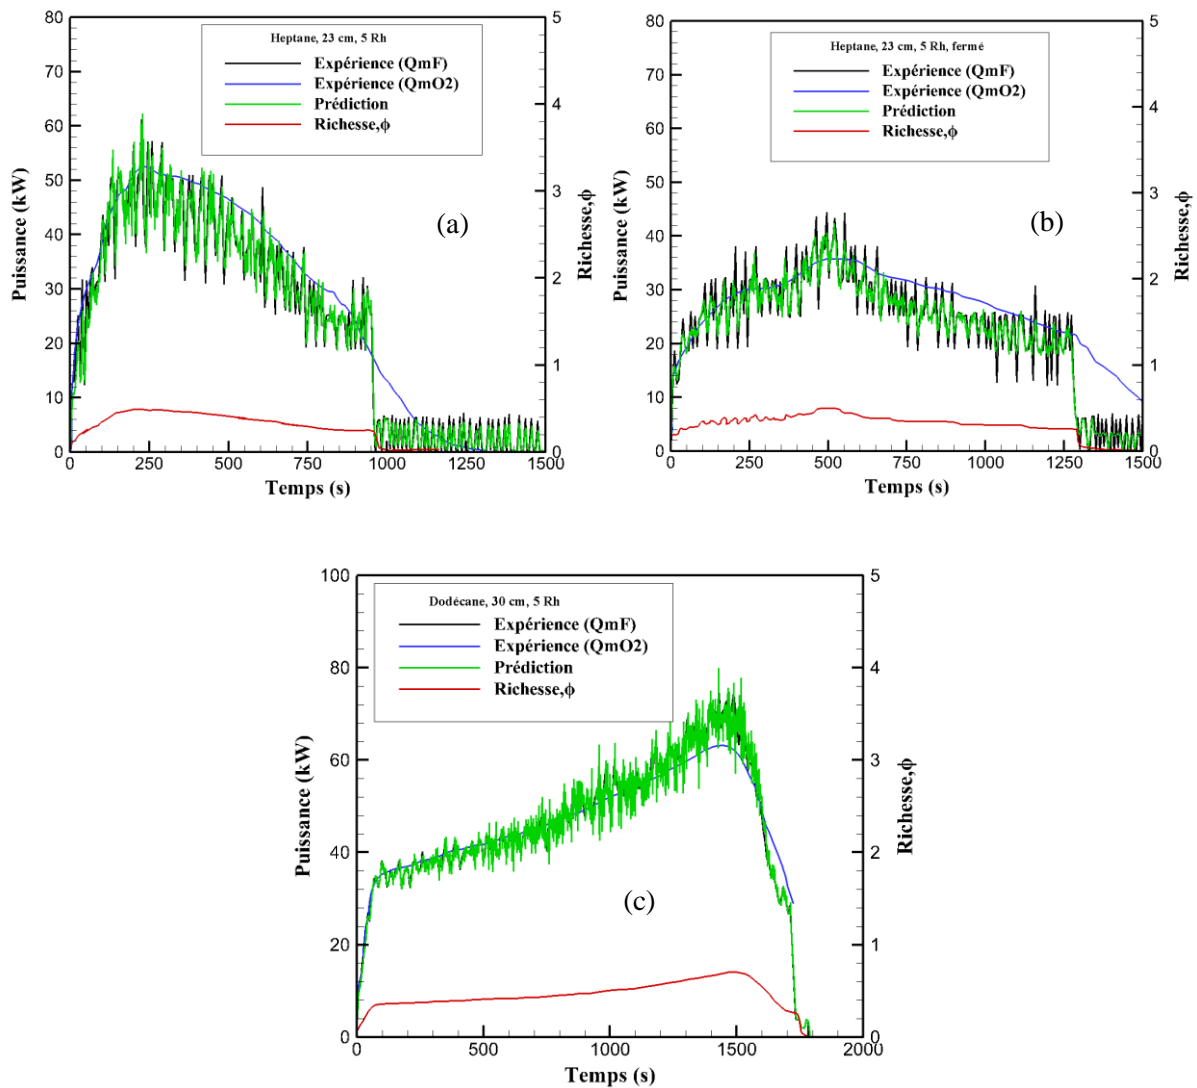 Heptane, 23 cm, 5 Rh
Expérience (QmF)
Expérience (QmO2)
Prédiction
Richesse,ϕ
(a)
Puissance (kW)
80
70
60
50
40
30
20
10
0
0
250
500
750
1000
1250
1500
Temps (s)
5
4
3
2
1
0
Richesse,ϕ
Heptane, 23 cm, 5 Rh, fermé
Expérience (QmF)
Expérience (QmO2)
Prédiction
Richesse,ϕ
(b)
Puissance (kW)
80
70
60
50
40
30
20
10
0
0
250
500
750
1000
1250
1500
Temps (s)
5
4
3
2
1
0
Richesse,ϕ
Dodécane, 30 cm, 5 Rh
Expérience (QmF)
Expérience (QmO2)
Prédiction
Richesse,ϕ
(c)
Puissance (kW)
100
80
60
40
20
0
0
500
1000
1500
2000
Temps (s)
5
4
3
2
1
0
Richesse,ϕ